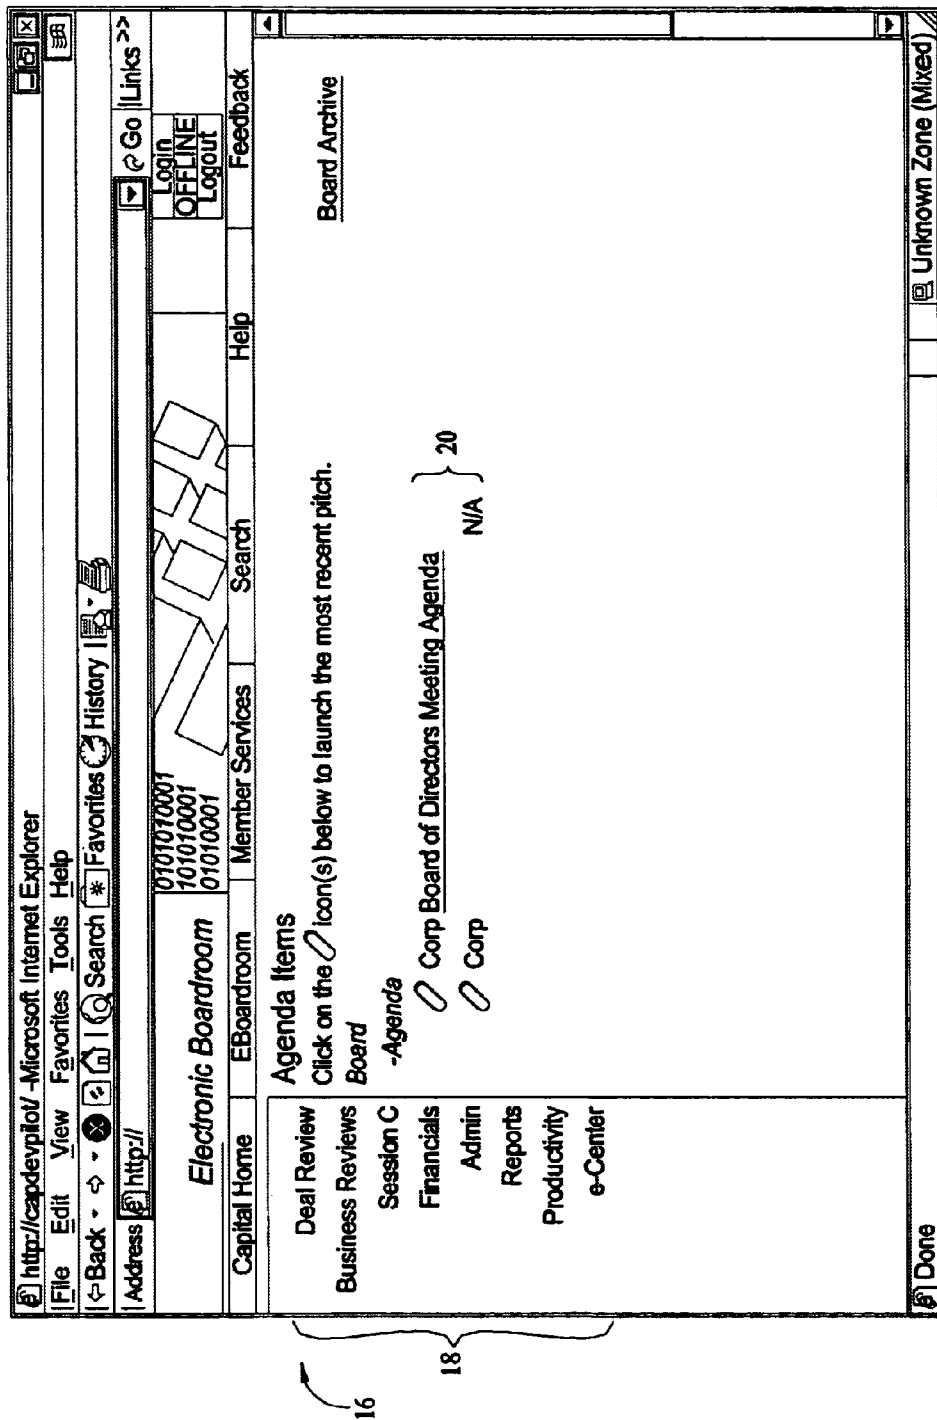 http://capdevpilot/ -Microsoft Internet Explorer
File Edit View Favorites Tools Help
Back Search Favorites History
Address http:// Go Links >>
Electronic Boardroom
0101010001
101010001
01010001
Login
OFFLINE
Logout
Capital Home EBoardroom Member Services Search Help Feedback
Deal Review
Business Reviews
Session C
Financials
Admin
Reports
Productivity
e-Center
Agenda Items
Click on the icon(s) below to launch the most recent pitch.
Board
Board Archive
-Agenda
Corp Board of Directors Meeting Agenda
Corp N/A
20
Done Unknown Zone (Mixed)
16
18